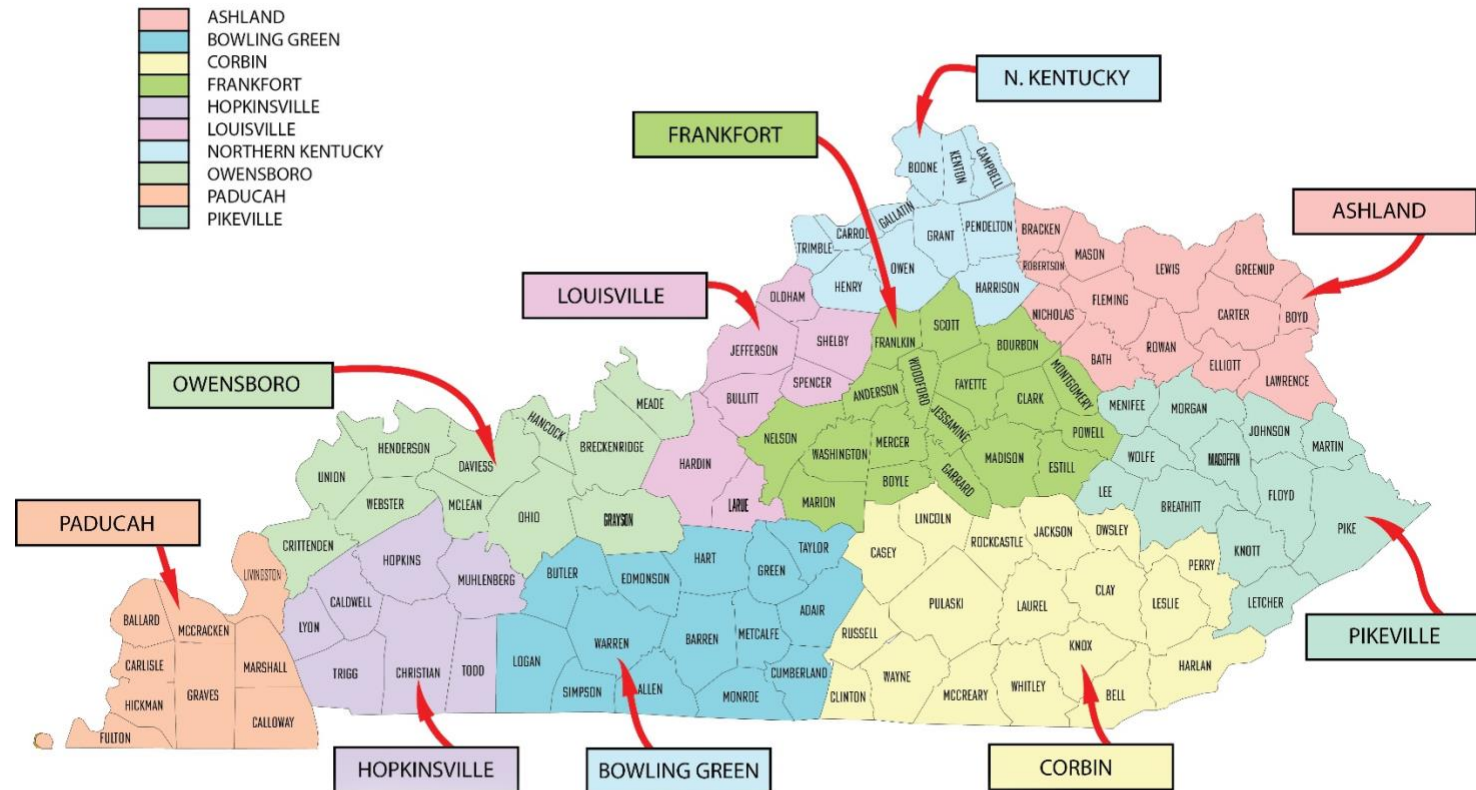 ASHLAND
BOWLING GREEN
CORBIN
FRANKFORT
HOPKINSVILLE
LOUISVILLE
NORTHERN KENTUCKY
OWENSBORO
PADUCAH
PIKEVILLE
N. KENTUCKY
FRANKFORT
ASHLAND
LOUISVILLE
OWENSBORO
PADUCAH
PIKEVILLE
HOPKINSVILLE
BOWLING GREEN
CORBIN
BOONE
KENTON
CAMPBELL
GALLATIN
CARROL
TRIMBLE
GRANT
PENDELTON
OWEN
HENRY
HARRISON
BRACKEN
ROBERTSON
MASON
LEWIS
GREENUP
FLEMING
NICHOLAS
CARTER
BOYD
BATH
ROWAN
ELLIOTT
LAWRENCE
OLDHAM
JEFFERSON
SHELBY
SPENCER
BULLITT
HARDIN
LARUE
FRANLKIN
SCOTT
BOURBON
WOODFORD
FAYETTE
MONTGOMERY
ANDERSON
CLARK
JESSAMINE
NELSON
WASHINGTON
MERCER
MADISON
POWELL
ESTILL
MARION
BOYLE
GARRARD
MENIFEE
MORGAN
JOHNSON
MARTIN
WOLFE
MAGOFFIN
LEE
FLOYD
BREATHITT
PIKE
KNOTT
LETCHER
MEADE
HANCOCK
BRECKENRIDGE
HENDERSON
DAVIESS
UNION
WEBSTER
MCLEAN
OHIO
GRAYSON
CRITTENDEN
HOPKINS
MUHLENBERG
CALDWELL
LYON
TRIGG
CHRISTIAN
TODD
LIVINGSTON
BALLARD
MCCRACKEN
CARLISLE
MARSHALL
GRAVES
HICKMAN
CALLOWAY
FULTON
BUTLER
EDMONSON
HART
GREEN
TAYLOR
ADAIR
WARREN
BARREN
METCALFE
LOGAN
SIMPSON
ALLEN
MONROE
CUMBERLAND
LINCOLN
CASEY
ROCKCASTLE
JACKSON
OWSLEY
PERRY
CLAY
LESLIE
PULASKI
LAUREL
RUSSELL
WAYNE
KNOX
HARLAN
CLINTON
MCCREARY
WHITLEY
BELL